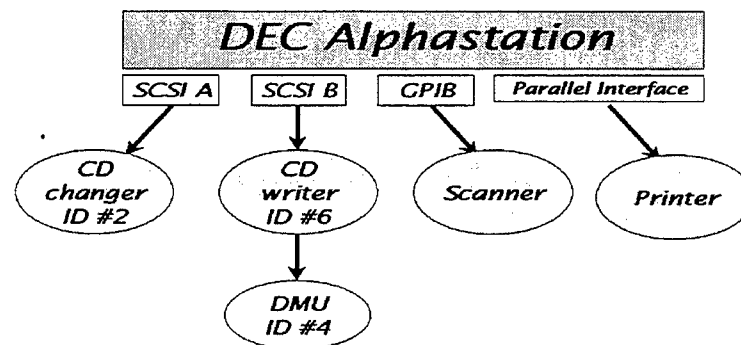 DEC Alphastation
SCSI A
SCSI B
GPIB
Parallel Interface
CD
changer
ID #2
CD
writer
ID #6
Scanner
Printer
DMU
ID #4